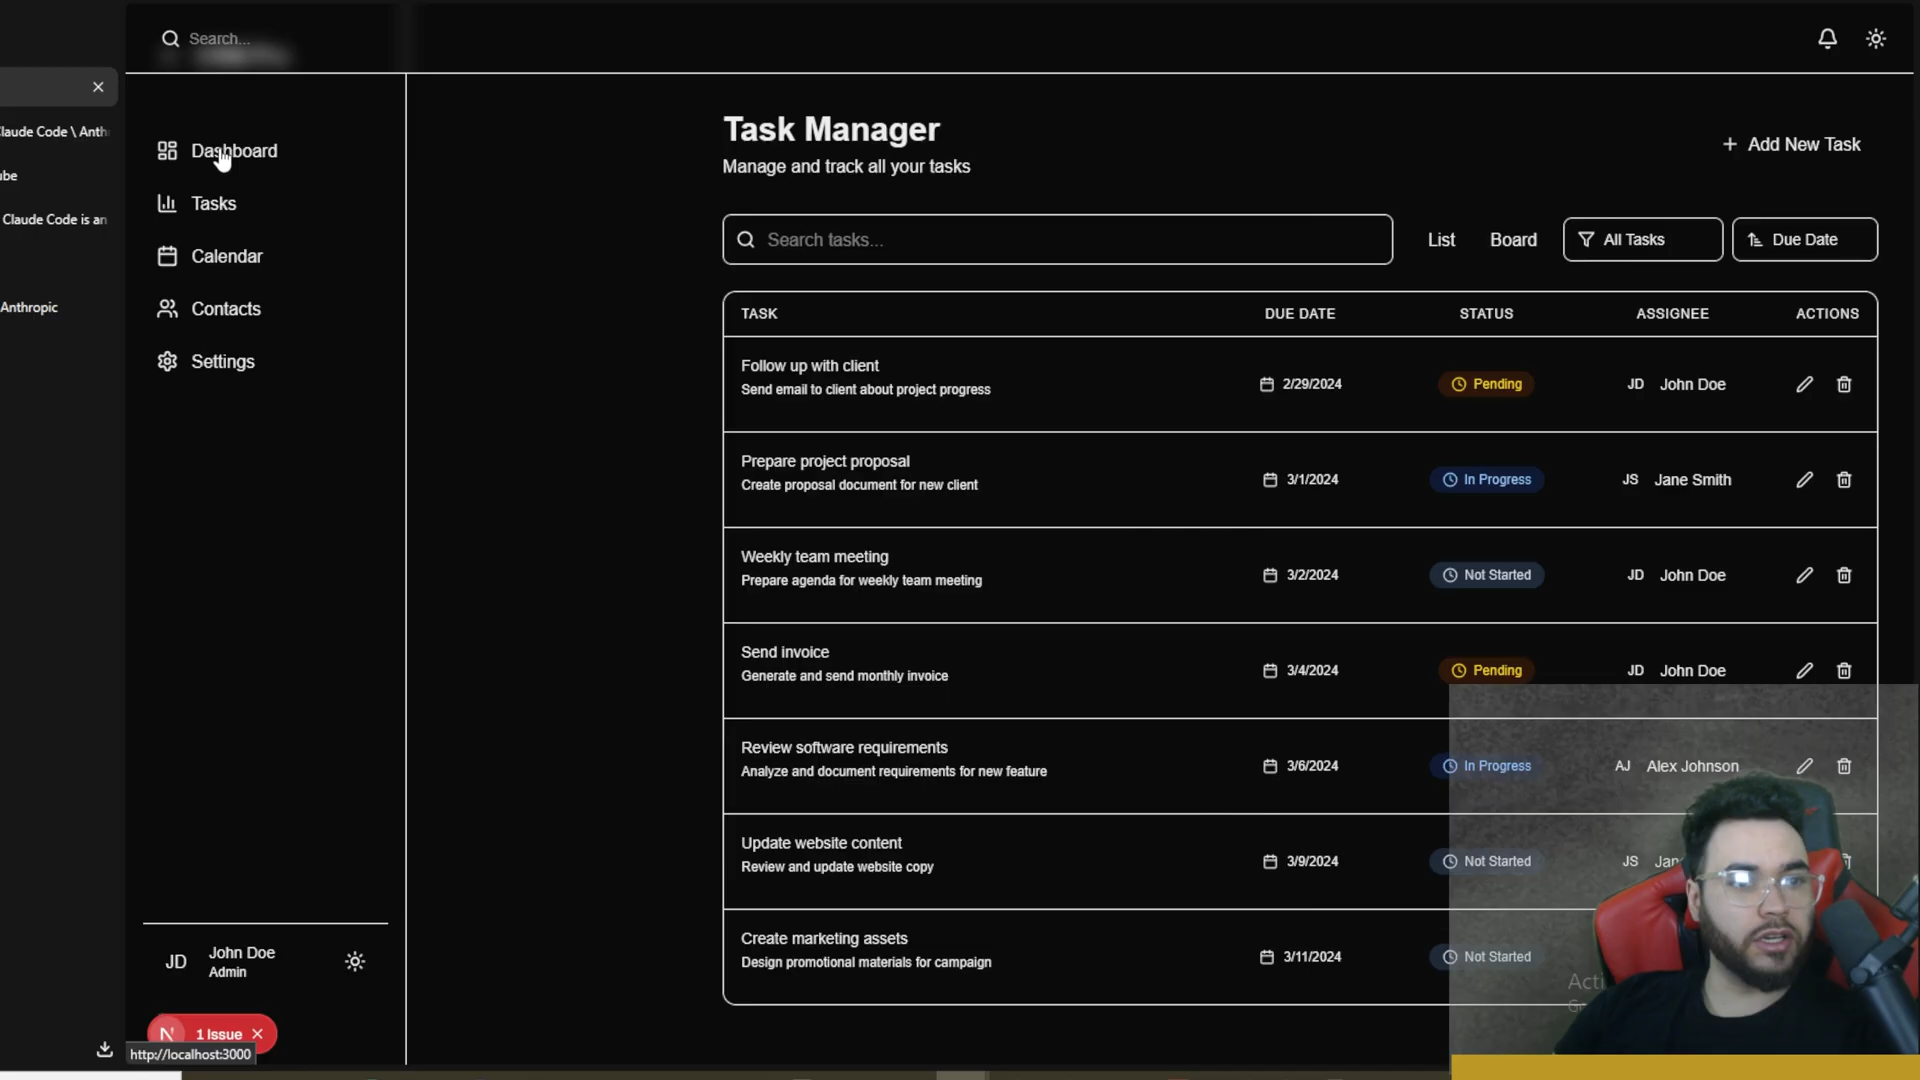 Search...
laude Code \ Anth
ube
Claude Code is an
Anthropic
Dashboard
Tasks
Calendar
Contacts
Settings
JD
John Doe
Admin
N 1 Issue
http://localhost:3000
Task Manager
Manage and track all your tasks
+ Add New Task
Search tasks...
List Board All Tasks Due Date
TASK DUE DATE STATUS ASSIGNEE ACTIONS
Follow up with client
Send email to client about project progress
2/29/2024 Pending JD John Doe
Prepare project proposal
Create proposal document for new client
3/1/2024 In Progress JS Jane Smith
Weekly team meeting
Prepare agenda for weekly team meeting
3/2/2024 Not Started JD John Doe
Send invoice
Generate and send monthly invoice
3/4/2024 Pending JD John Doe
Review software requirements
Analyze and document requirements for new feature
3/6/2024 In Progress AJ Alex Johnson
Update website content
Review and update website copy
3/9/2024 Not Started JS Jan
Create marketing assets
Design promotional materials for campaign
3/11/2024 Not Started
Acti